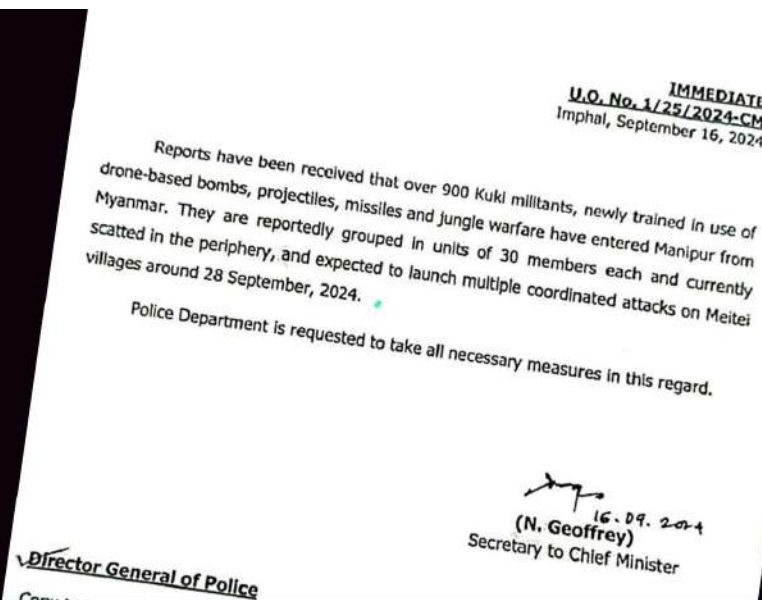 IMMEDIATE
U.O. No. 1/25/2024-CM
Imphal, September 16, 2024
Reports have been received that over 900 Kuki militants, newly trained in use of
drone-based bombs, projectiles, missiles and jungle warfare have entered Manipur from
Myanmar. They are reportedly grouped in units of 30 members each and currently
scatted in the periphery, and expected to launch multiple coordinated attacks on Meitei
villages around 28 September, 2024.
Police Department is requested to take all necessary measures in this regard.
16.09.2024
(N. Geoffrey)
Secretary to Chief Minister
Director General of Police